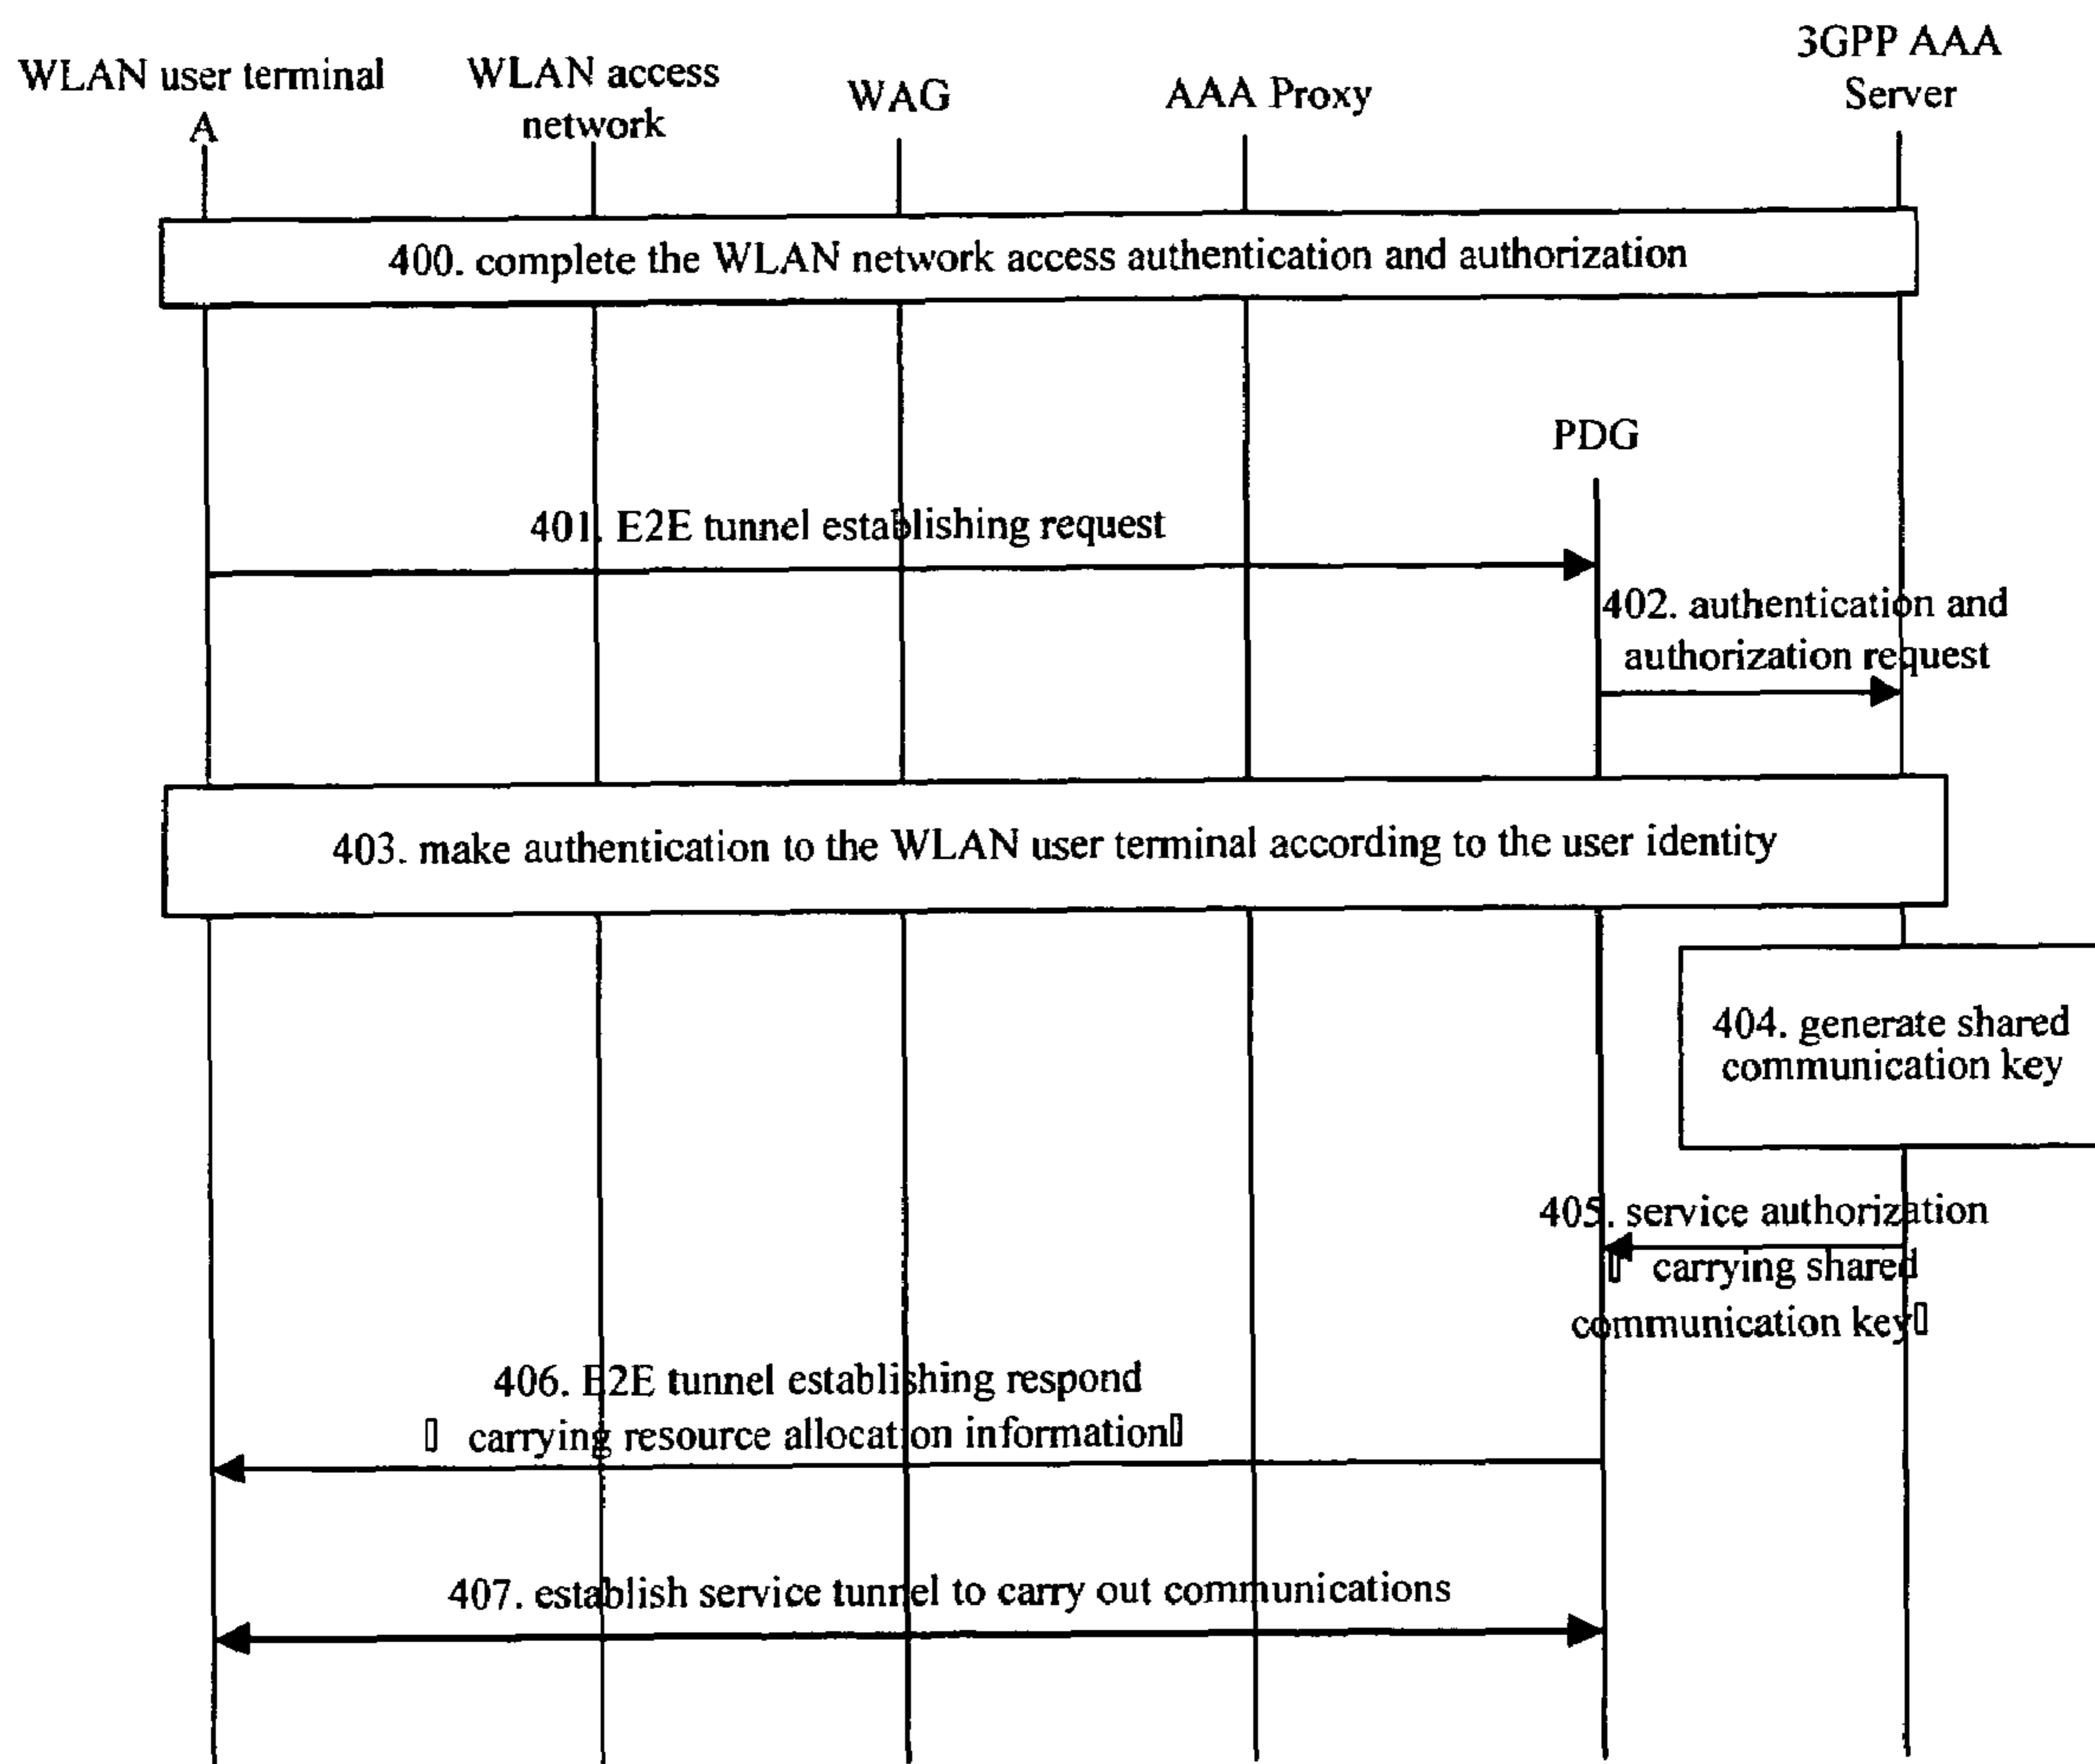 WLAN user terminal
A
WLAN access
network
WAG
AAA Proxy
3GPP AAA
Server
400. complete the WLAN network access authentication and authorization
PDG
401. E2E tunnel establishing request
402. authentication and
authorization request
403. make authentication to the WLAN user terminal according to the user identity
404. generate shared
communication key
405. service authorization
carrying shared
communication key
406. E2E tunnel establishing respond
carrying resource allocation information
407. establish service tunnel to carry out communications